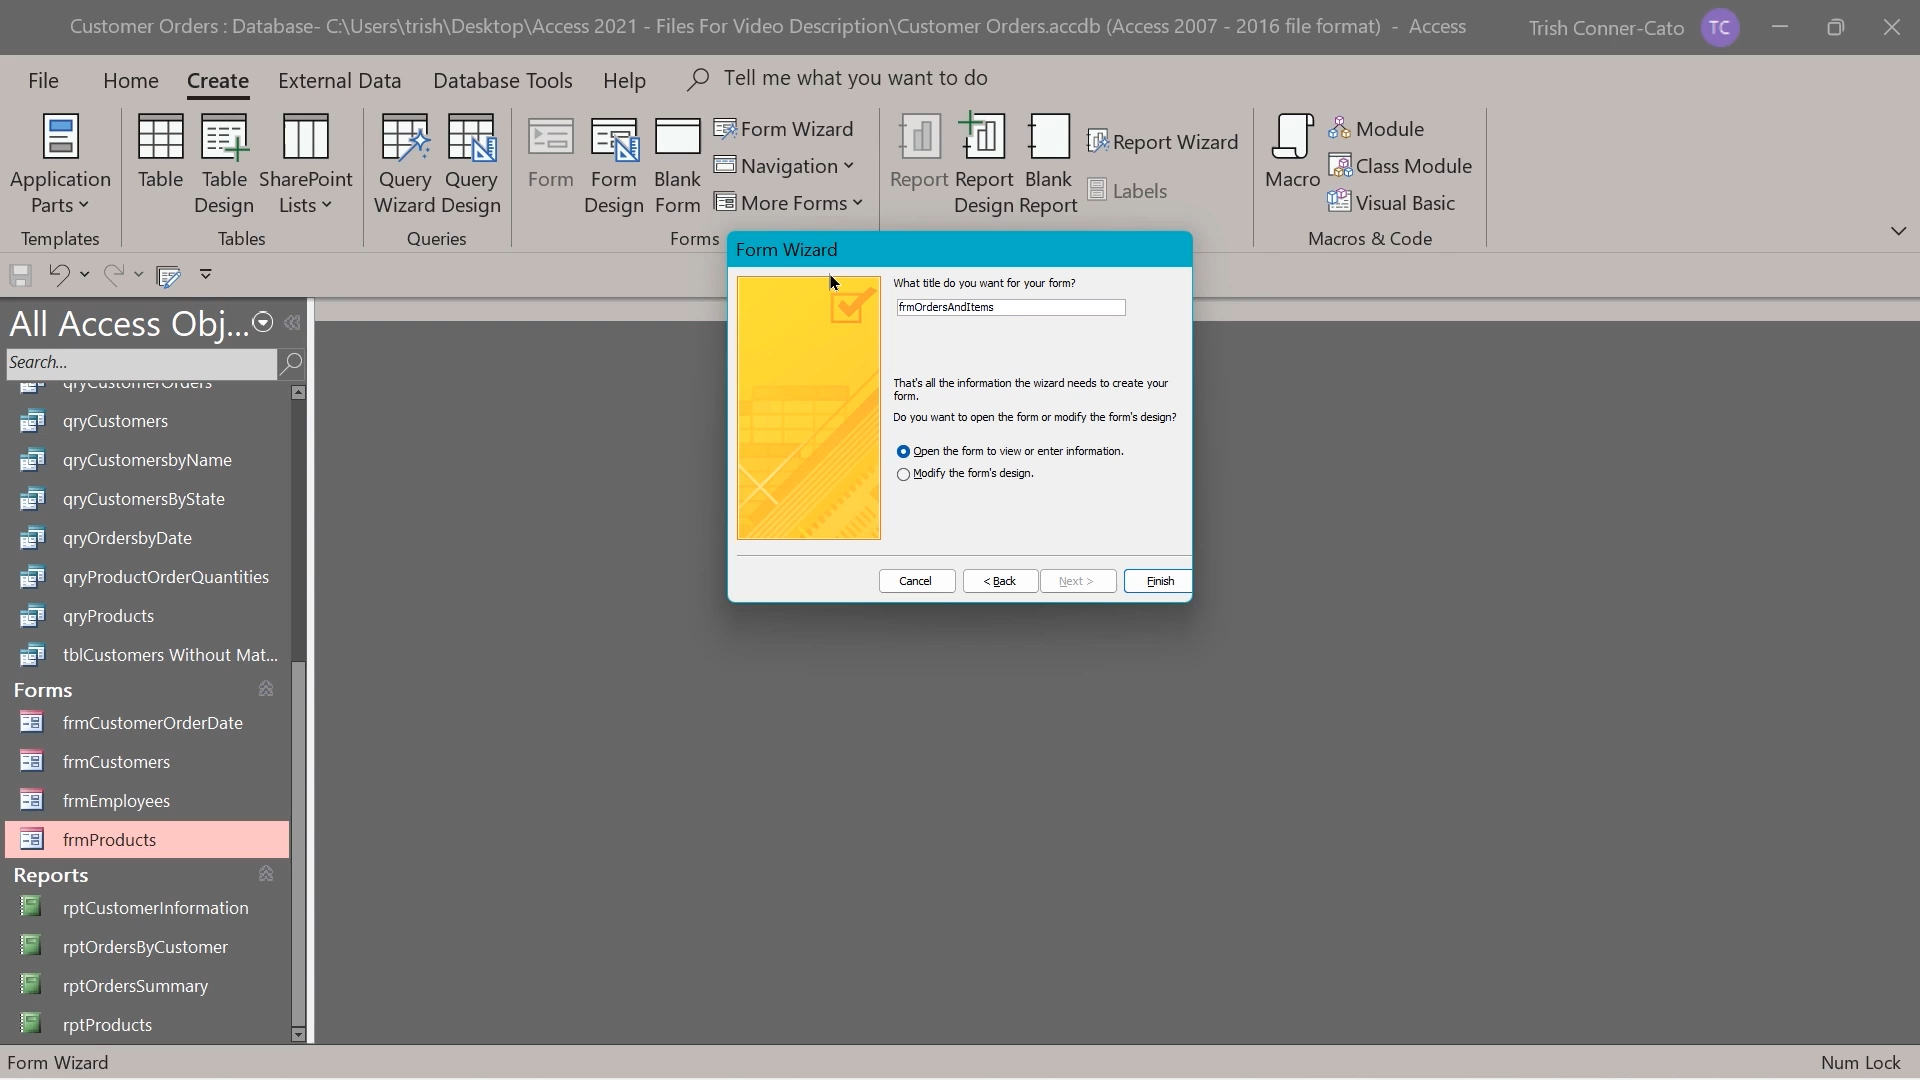 Customer Orders : Database- C:\Users\trish\Desktop\Access 2021 - Files For Video Description\Customer Orders.accdb (Access 2007 - 2016 file format) - Access
Trish Conner-Cato
TC
File
Home
Create
External Data
Database Tools
Help
Tell me what you want to do
Application
Parts
Templates
Table
Table
Design
SharePoint
Lists
Tables
Query
Wizard
Query
Design
Queries
Form
Form
Design
Blank
Form
Form Wizard
Navigation
More Forms
Forms
Report
Report
Design
Blank
Report
Report Wizard
Labels
Macro
Module
Class Module
Visual Basic
Macros & Code
All Access Obj...
Search...
qryCustomerOrders
qryCustomers
qryCustomersbyName
qryCustomersByState
qryOrdersbyDate
qryProductOrderQuantities
qryProducts
tblCustomers Without Mat...
Forms
frmCustomerOrderDate
frmCustomers
frmEmployees
frmProducts
Reports
rptCustomerInformation
rptOrdersByCustomer
rptOrdersSummary
rptProducts
Form Wizard
What title do you want for your form?
frmOrdersAndItems
That's all the information the wizard needs to create your
form.
Do you want to open the form or modify the form's design?
Open the form to view or enter information.
Modify the form's design.
Cancel
< Back
Next >
Finish
Form Wizard
Num Lock